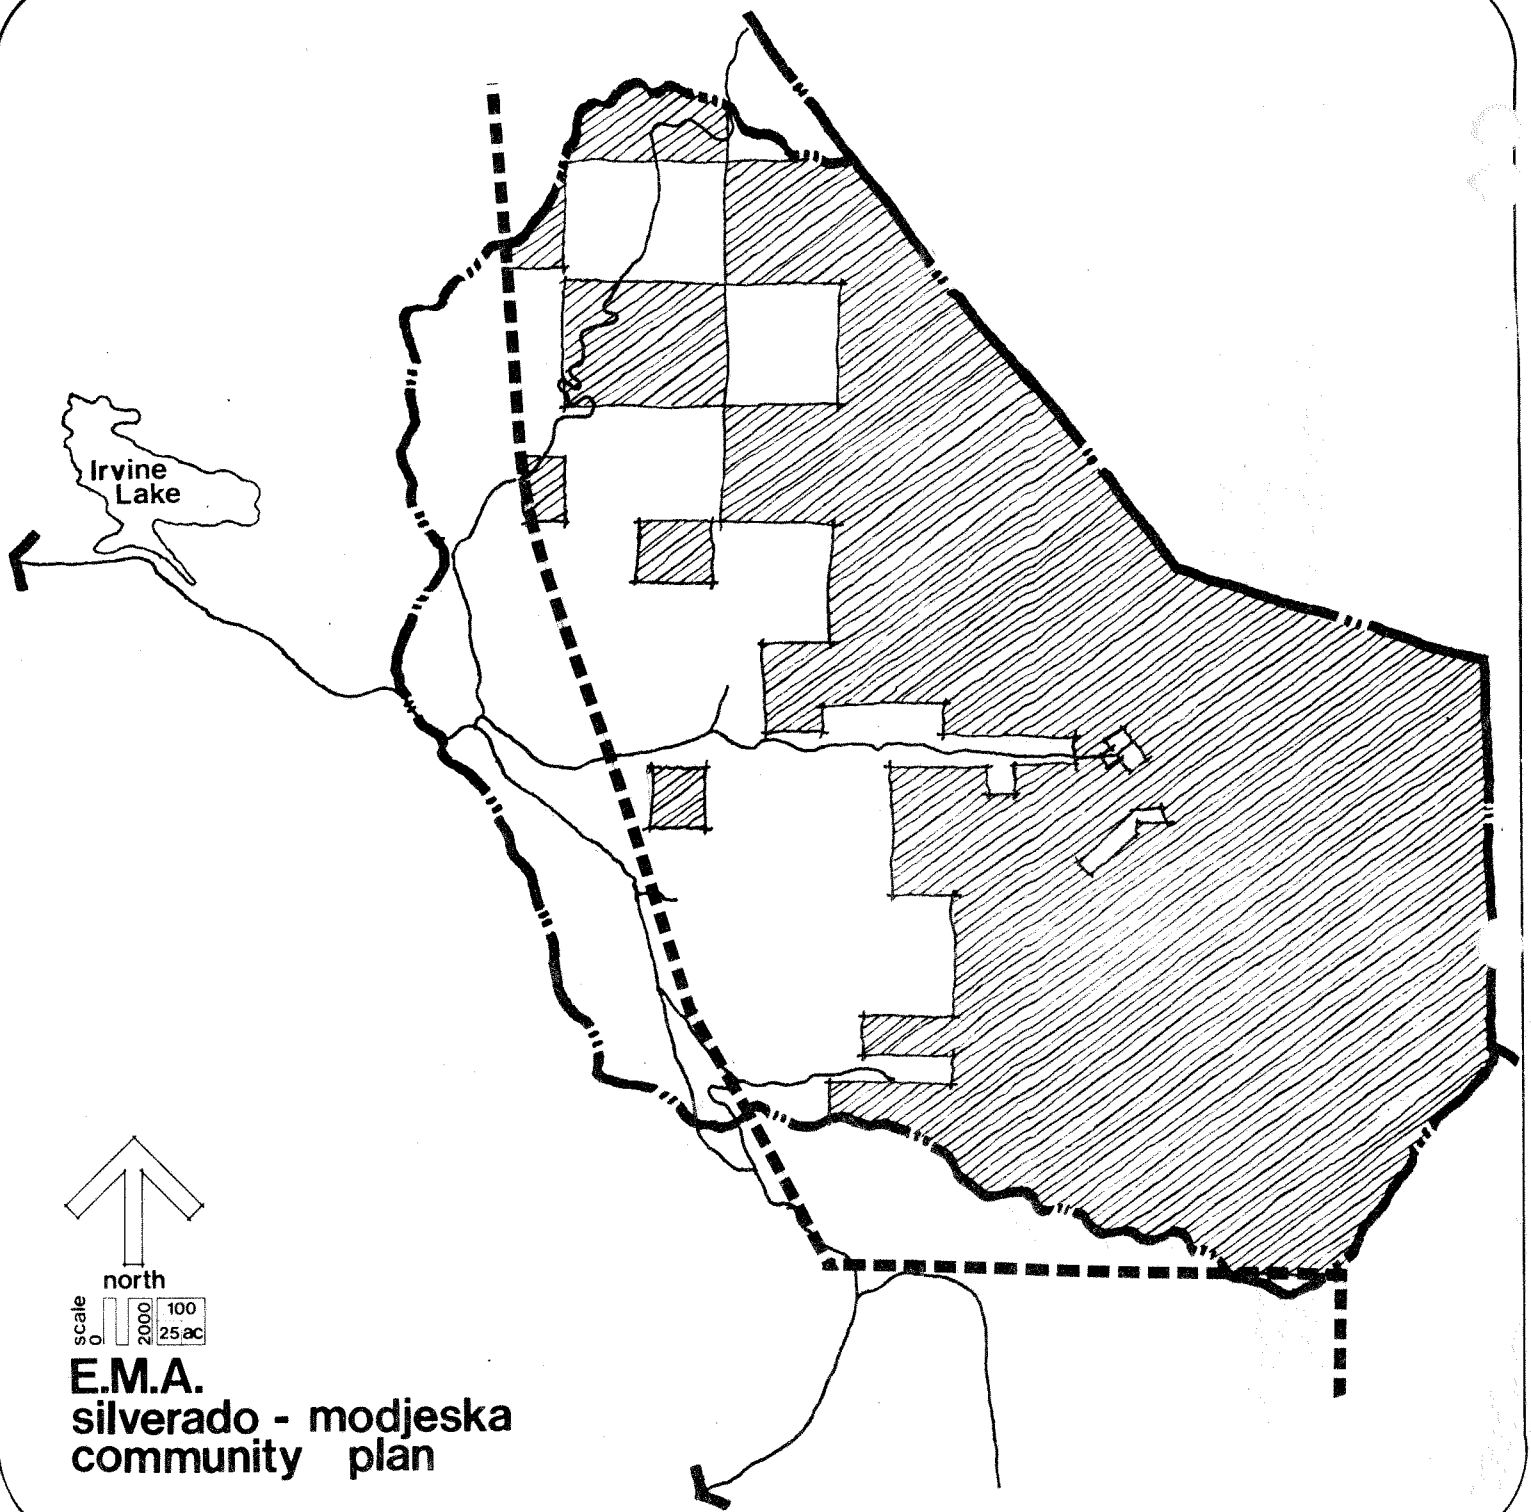 Irvine
Lake
north
scale
0
2000
100
25 ac
E.M.A.
silverado - modjeska
community plan